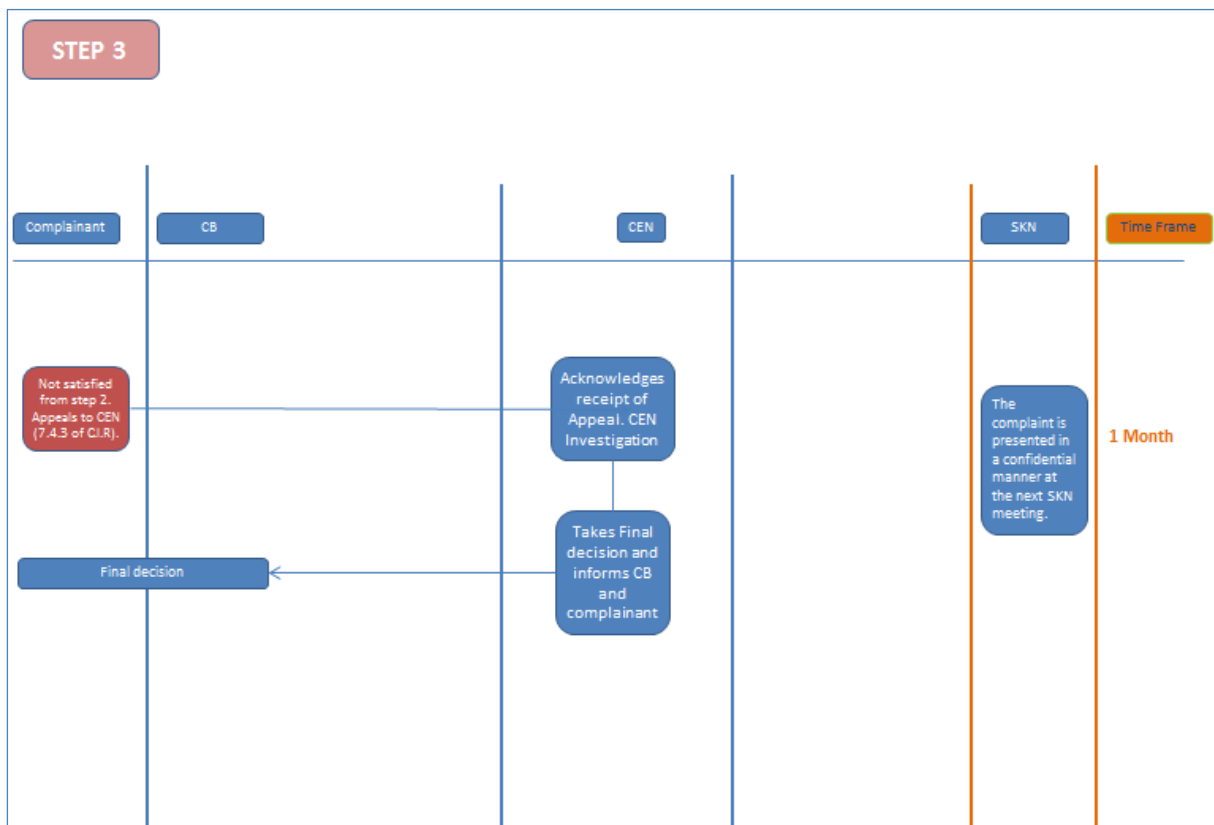 STEP 3
Complainant
CB
CEN
SKN
Time Frame
Not satisfied
from step 2.
Appeals to CEN
(7.4.3 of C.I.R).
Acknowledges
receipt of
Appeal. CEN
Investigation
The
complaint is
presented in
a confidential
manner at
the next SKN
meeting.
1 Month
Takes Final
decision and
informs CB
and
complainant
Final decision